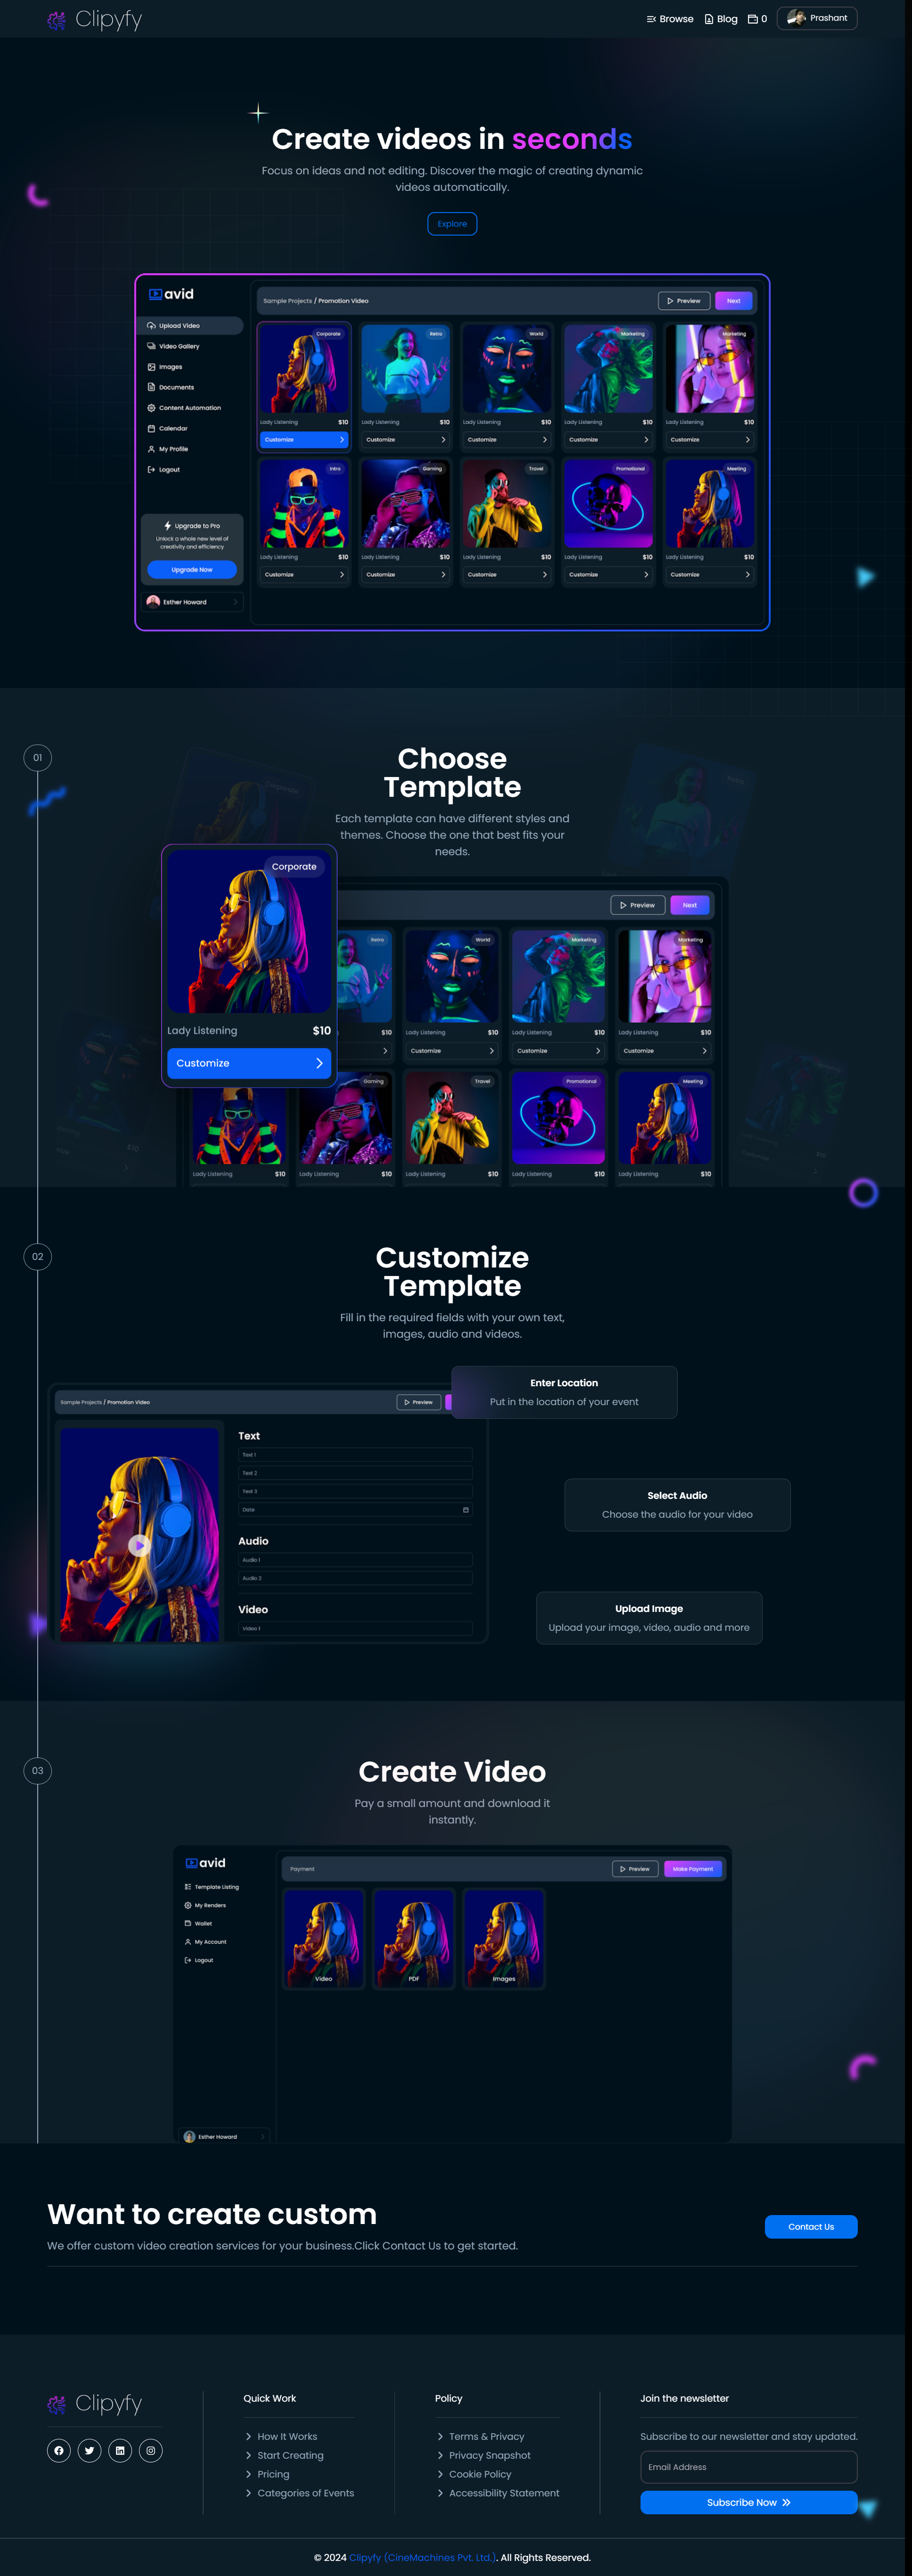 Clipyfy
Browse
Blog
0
Prashant
Create videos in seconds
Focus on ideas and not editing. Discover the magic of creating dynamic
videos automatically.
Explore
avid
Upload Video
Video Gallery
Images
Documents
Content Automation
Calendar
My Profile
Logout
Upgrade to Pro
Unlock a whole new level of
creativity and efficiency
Upgrade Now
Esther Howard
Sample Projects / Promotion Video
Preview
Next
Corporate
Retro
World
Marketing
Marketing
Lady Listening $10
Lady Listening $10
Lady Listening $10
Lady Listening $10
Lady Listening $10
Customize
Customize
Customize
Customize
Customize
Intro
Gaming
Travel
Promotional
Meeting
Lady Listening $10
Lady Listening $10
Lady Listening $10
Lady Listening $10
Lady Listening $10
Customize
Customize
Customize
Customize
Customize
01
Choose
Template
Each template can have different styles and
themes. Choose the one that best fits your
needs.
Corporate
Lady Listening $10
Customize
Preview
Next
Retro
World
Marketing
Marketing
$10
Lady Listening $10
Lady Listening $10
Lady Listening $10
Customize
Customize
Customize
Gaming
Travel
Promotional
Meeting
Lady Listening $10
Lady Listening $10
Lady Listening $10
Lady Listening $10
Lady Listening $10
02
Customize
Template
Fill in the required fields with your own text,
images, audio and videos.
Sample Projects / Promotion Video
Preview
Text
Text 1
Text 2
Text 3
Date
Audio
Audio 1
Audio 2
Video
Video 1
Enter Location
Put in the location of your event
Select Audio
Choose the audio for your video
Upload Image
Upload your image, video, audio and more
03
Create Video
Pay a small amount and download it
instantly.
avid
Template Listing
My Renders
Wallet
My Account
Logout
Esther Howard
Payment
Preview
Make Payment
Video
PDF
Images
Want to create custom
We offer custom video creation services for your business.Click Contact Us to get started.
Contact Us
Clipyfy
Quick Work
How It Works
Start Creating
Pricing
Categories of Events
Policy
Terms & Privacy
Privacy Snapshot
Cookie Policy
Accessibility Statement
Join the newsletter
Subscribe to our newsletter and stay updated.
Email Address
Subscribe Now
© 2024 Clipyfy (CineMachines Pvt. Ltd.). All Rights Reserved.